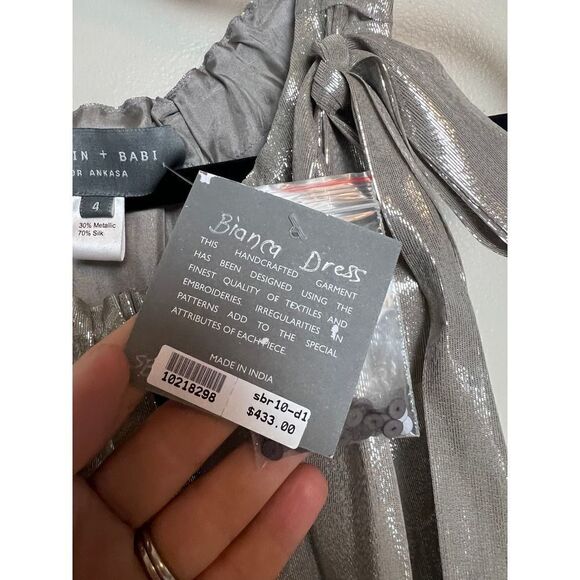 IN + BABI
OR ANKASA
4
30% Metallic
70% Silk
Bianca Dress
THIS HANDCRAFTED GARMENT
HAS BEEN DESIGNED USING THE
FINEST QUALITY OF TEXTILES AND
EMBROIDERIES. IRREGULARITIES IN
PATTERNS ADD TO THE SPECIAL
ATTRIBUTES OF EACH PIECE.
MADE IN INDIA
10218298
sbr10-d1
$433.00